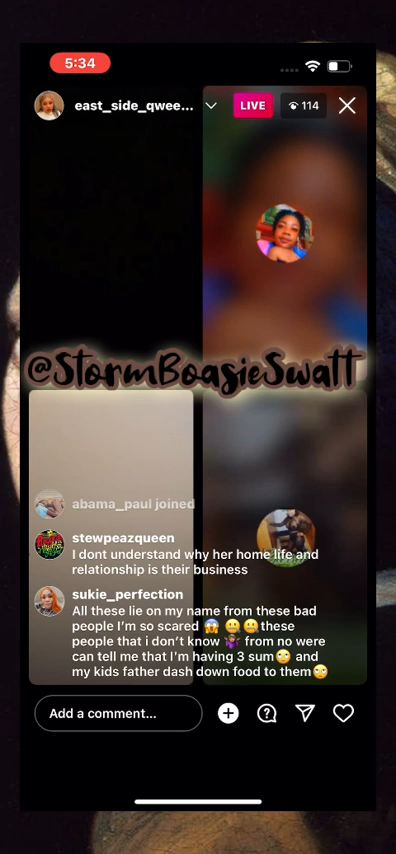 5:34
east_side_qwee...
LIVE
114
@StormBoasieSwatt
abama_paul joined
stewpeazqueen
I dont understand why her home life and
relationship is their business
sukie_perfection
All these lie on my name from these bad
people I'm so scared 😱 🤐🤐these
people that i don't know 🤷🏿‍♀️ from no were
can tell me that I'm having 3 sum🙄 and
my kids father dash down food to them🙄
Add a comment...